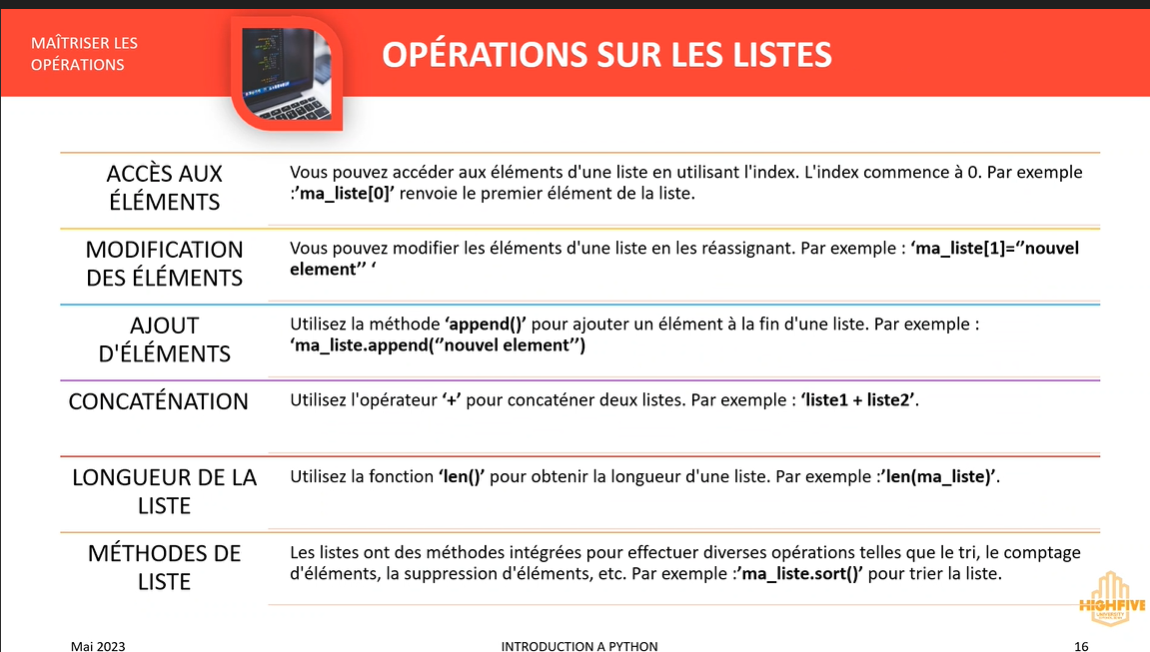 MAÎTRISER LES
OPÉRATIONS
OPÉRATIONS SUR LES LISTES
ACCÈS AUX
ÉLÉMENTS
Vous pouvez accéder aux éléments d'une liste en utilisant l'index. L'index commence à 0. Par exemple
:’ma_liste[0]’ renvoie le premier élément de la liste.
MODIFICATION
DES ÉLÉMENTS
Vous pouvez modifier les éléments d'une liste en les réassignant. Par exemple : ‘ma_liste[1]=‘’nouvel
element’’ ‘
AJOUT
D'ÉLÉMENTS
Utilisez la méthode ‘append()’ pour ajouter un élément à la fin d'une liste. Par exemple :
‘ma_liste.append(‘’nouvel element’’)
CONCATÉNATION
Utilisez l'opérateur ‘+’ pour concaténer deux listes. Par exemple : ‘liste1 + liste2’.
LONGUEUR DE LA
LISTE
Utilisez la fonction ‘len()’ pour obtenir la longueur d'une liste. Par exemple :’len(ma_liste)’.
MÉTHODES DE
LISTE
Les listes ont des méthodes intégrées pour effectuer diverses opérations telles que le tri, le comptage
d'éléments, la suppression d'éléments, etc. Par exemple :’ma_liste.sort()’ pour trier la liste.
HIGHFIVE
UNIVERSITY
Mai 2023
INTRODUCTION A PYTHON
16